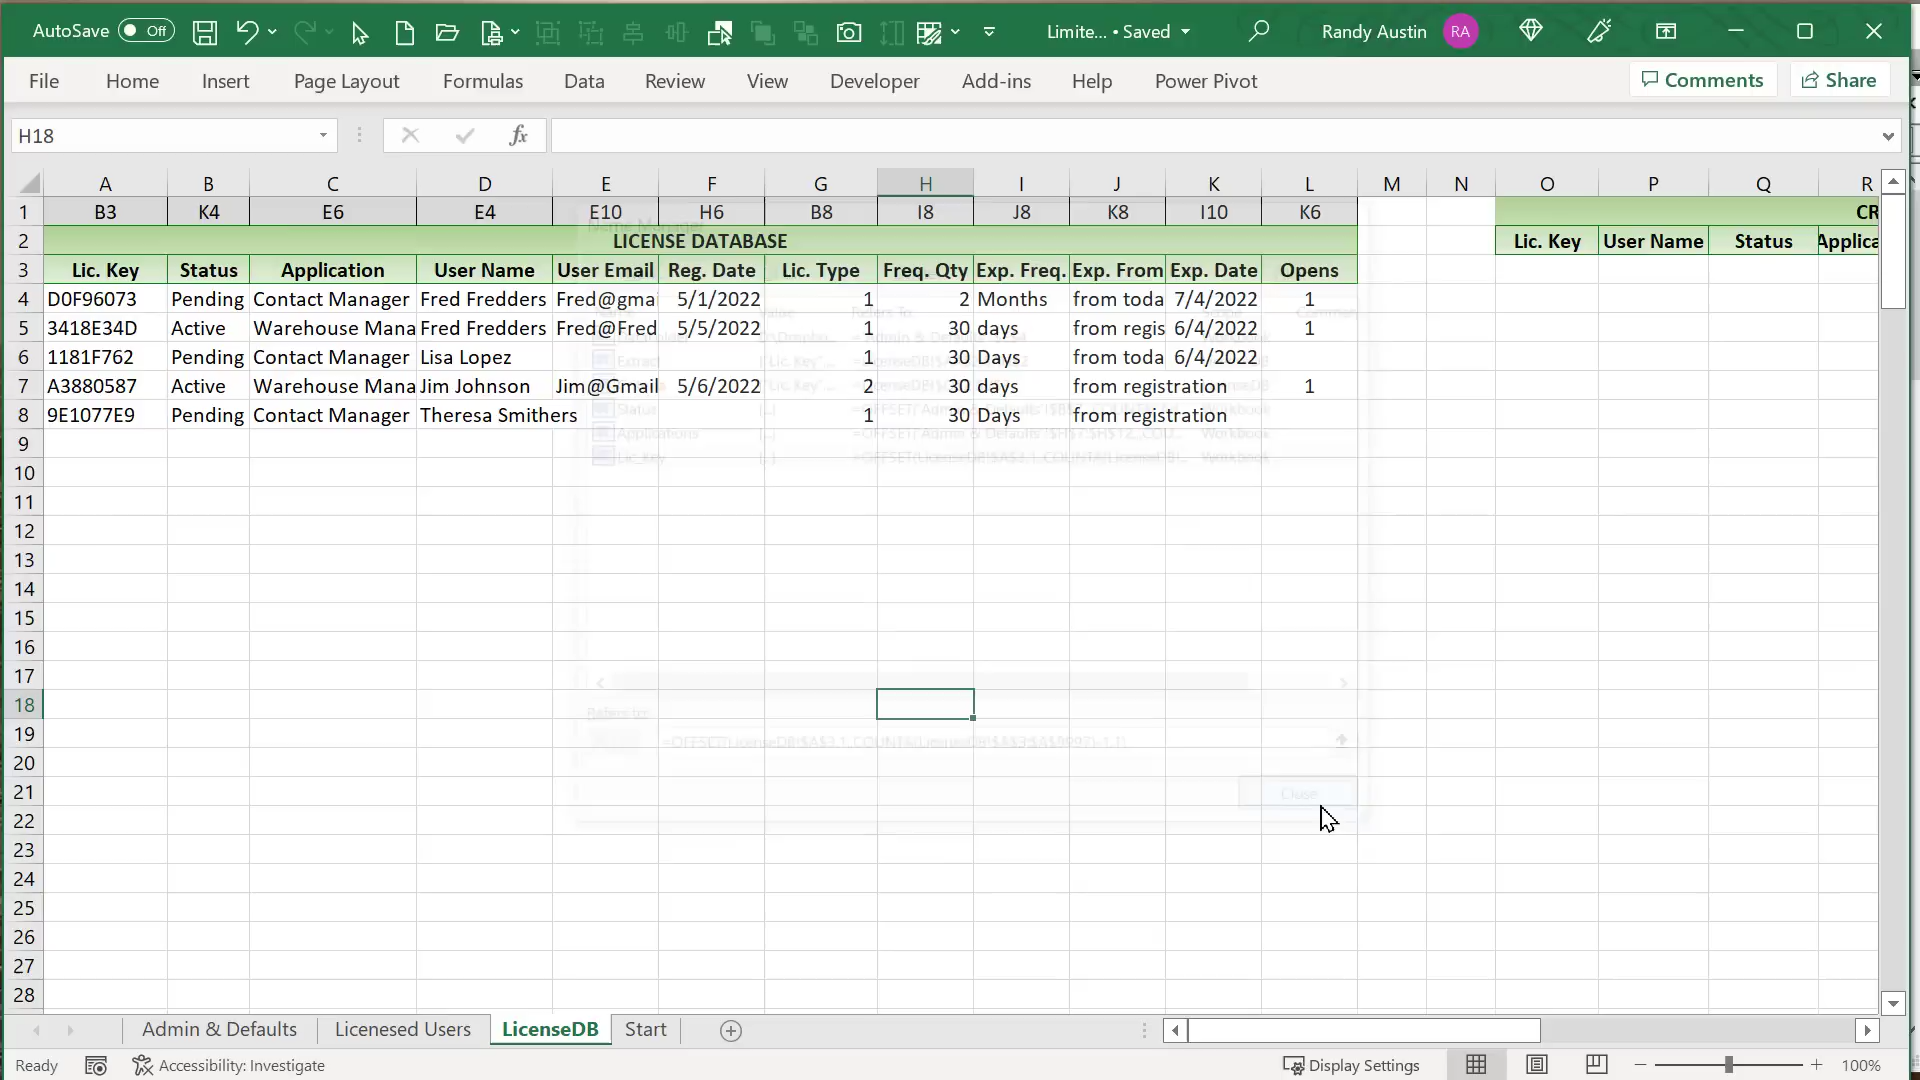 AutoSave Off Limite... • Saved Randy Austin RA
File Home Insert Page Layout Formulas Data Review View Developer Add-ins Help Power Pivot Comments Share
H18 fx
A B C D E F G H I J K L M N O P Q R
1 B3 K4 E6 E4 E10 H6 B8 I8 J8 K8 I10 K6 CR
2 LICENSE DATABASE Lic. Key User Name Status Applica
3 Lic. Key Status Application User Name User Email Reg. Date Lic. Type Freq. Qty Exp. Freq. Exp. From Exp. Date Opens
4 D0F96073 Pending Contact Manager Fred Fredders Fred@gma 5/1/2022 1 2 Months from toda 7/4/2022 1
5 3418E34D Active Warehouse Mana Fred Fredders Fred@Fred 5/5/2022 1 30 days from regis 6/4/2022 1
6 1181F762 Pending Contact Manager Lisa Lopez 1 30 Days from toda 6/4/2022
7 A3880587 Active Warehouse Mana Jim Johnson Jim@Gmail 5/6/2022 2 30 days from registration 1
8 9E1077E9 Pending Contact Manager Theresa Smithers 1 30 Days from registration
9
10
11
12
13
14
15
16
17
18
19
20
21
Close
22
23
24
25
26
27
28
Admin & Defaults Licenesed Users LicenseDB Start
Ready Accessibility: Investigate Display Settings 100%